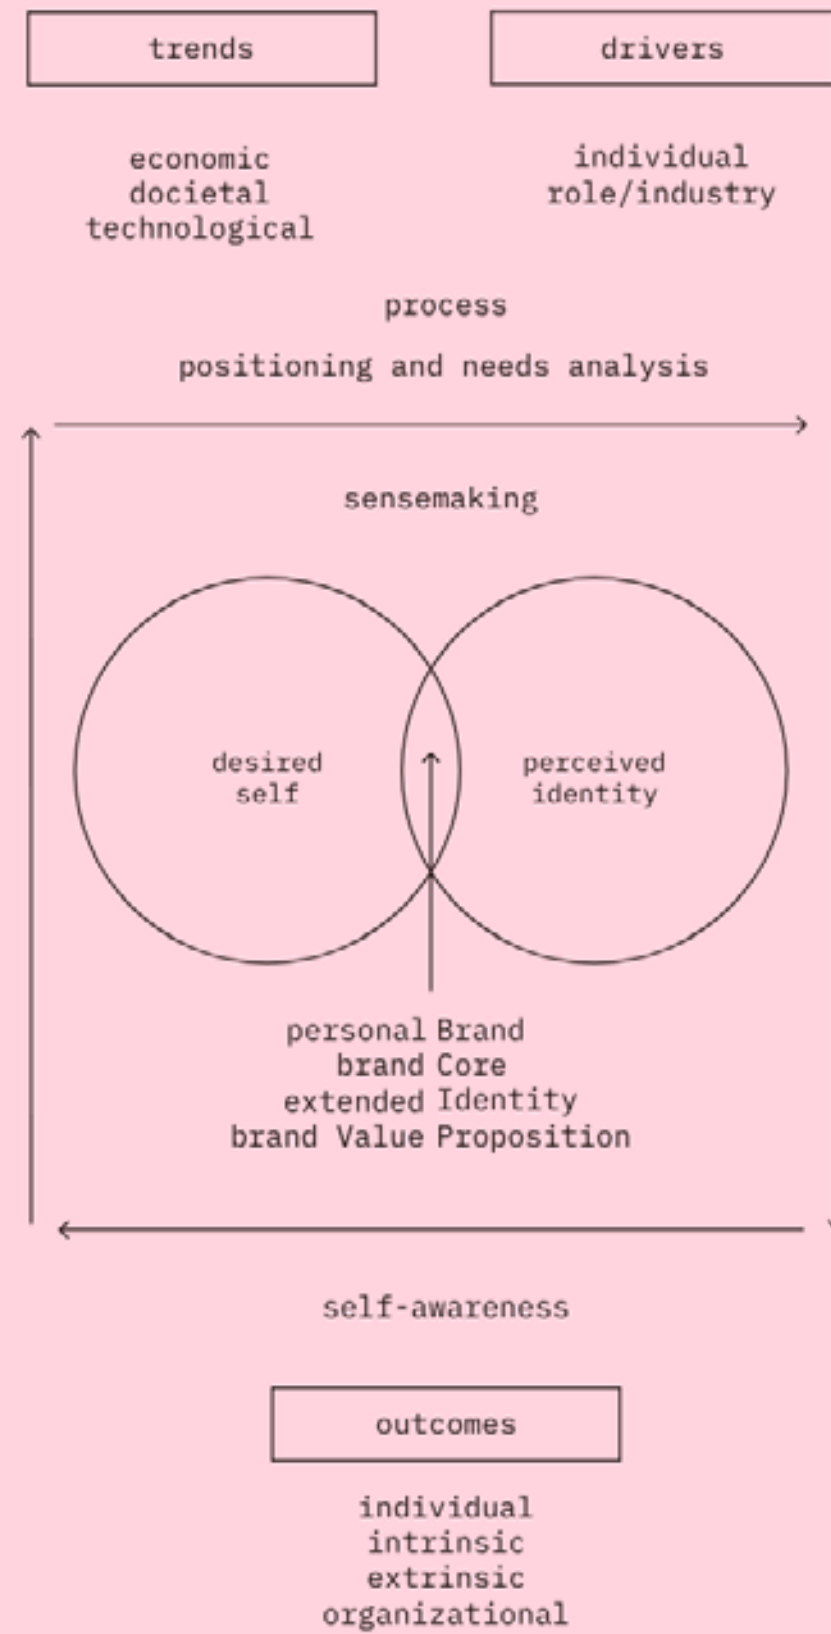 trends
drivers
economic
docietal
technological
individual
role/industry
process
positioning and needs analysis
sensemaking
desired
self
perceived
identity
personal Brand
brand Core
extended Identity
brand Value Proposition
self-awareness
outcomes
individual
intrinsic
extrinsic
organizational